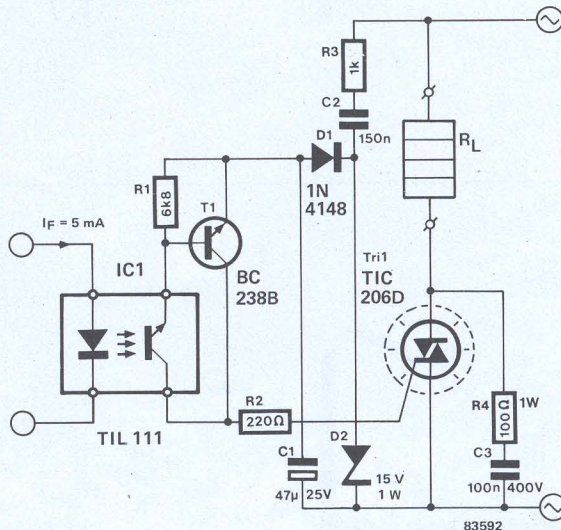 R3
1k
C2
150n
D1
1N
4148
RL
R1
6k8
T1
IF = 5 mA
IC1
BC
238B
Tri1
TIC
206D
R2
220Ω
TIL 111
C1
47µ 25V
D2
15 V
1 W
R4
100Ω
1W
C3
100n 400V
83592